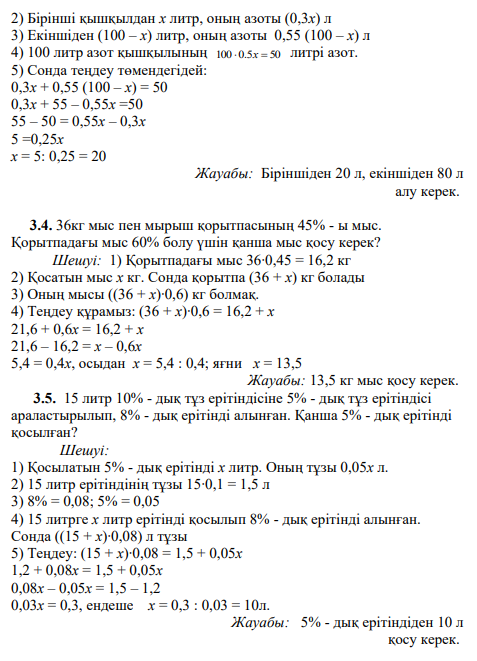 2) Бірінші қышқылдан x литр, оның азоты (0,3x) л
3) Екіншіден (100 – x) литр, оның азоты  0,55 (100 – x) л
4) 100 литр азот қышқылының  100·0.5x = 50  литрі азот.
5) Сонда теңдеу төмендегідей:
0,3x + 0,55 (100 – x) = 50
0,3x + 55 – 0,55x =50
55 – 50 = 0,55x – 0,3x
5 =0,25x
x = 5: 0,25 = 20
Жауабы:  Біріншіден 20 л, екіншіден 80 л
алу керек.
3.4. 36кг мыс пен мырыш қорытпасының 45% - ы мыс.
Қорытпадағы мыс 60% болу үшін қанша мыс қосу керек?
Шешуі:  1) Қорытпадағы мыс 36·0,45 = 16,2 кг
2) Қосатын мыс x кг. Сонда қорытпа (36 + x) кг болады
3) Оның мысы ((36 + x)·0,6) кг болмақ.
4) Теңдеу құрамыз: (36 + x)·0,6 = 16,2 + x
21,6 + 0,6x = 16,2 + x
21,6 – 16,2 = x – 0,6x
5,4 = 0,4x, осыдан  x = 5,4 : 0,4; яғни   x = 13,5
Жауабы: 13,5 кг мыс қосу керек.
3.5.  15 литр 10% - дық тұз ерітіндісіне 5% - дық тұз ерітіндісі
араластырылып, 8% - дық ерітінді алынған. Қанша 5% - дық ерітінді
қосылған?
Шешуі:
1) Қосылатын 5% - дық ерітінді x литр. Оның тұзы 0,05x л.
2) 15 литр ерітіндінің тұзы 15·0,1 = 1,5 л
3) 8% = 0,08; 5% = 0,05
4) 15 литрге x литр ерітінді қосылып 8% - дық ерітінді алынған.
Сонда ((15 + x)·0,08) л тұзы
5) Теңдеу: (15 + x)·0,08 = 1,5 + 0,05x
1,2 + 0,08x = 1,5 + 0,05x
0,08x – 0,05x = 1,5 – 1,2
0,03x = 0,3, ендеше    x = 0,3 : 0,03 = 10л.
Жауабы:   5% - дық ерітіндіден 10 л
қосу керек.